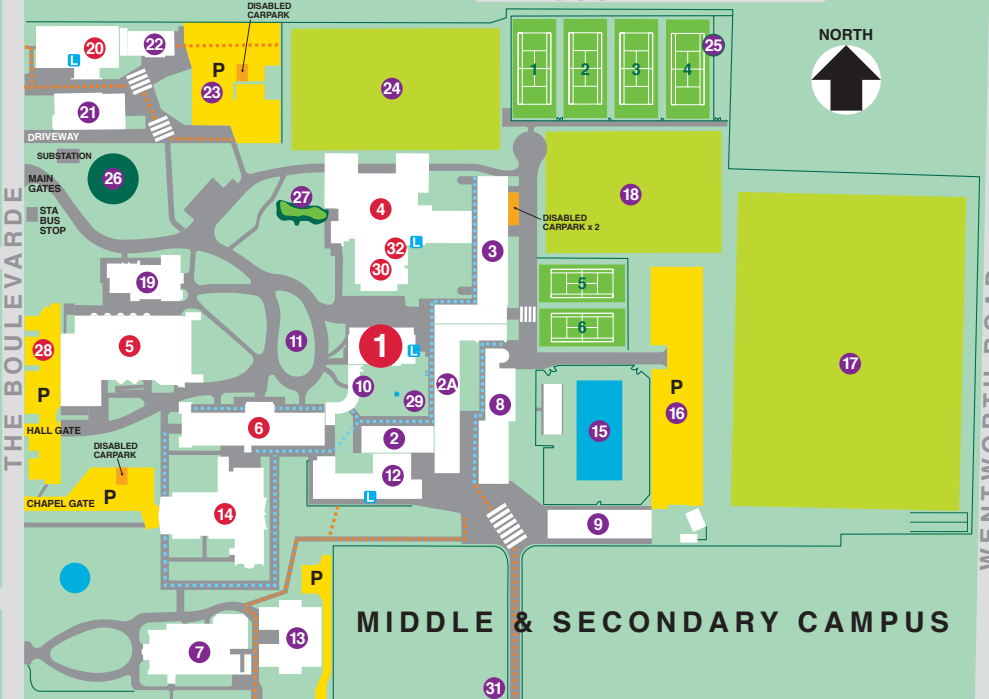 DISABLED
CARPARK
20
L
22
P
23
21
24
1
2
3
4
25
NORTH
DRIVEWAY
SUBSTATION
MAIN
GATES
26
STA
BUS
STOP
27
4
32
L
30
3
DISABLED
CARPARK x 2
18
19
5
6
THE BOULEVARDE
28
P
5
11
1
L
10
29
2A
8
P
16
15
17
HALL GATE
6
2
12
L
DISABLED
CARPARK
P
CHAPEL GATE
14
9
WENTWORTH ROAD
P
MIDDLE & SECONDARY CAMPUS
7
13
31